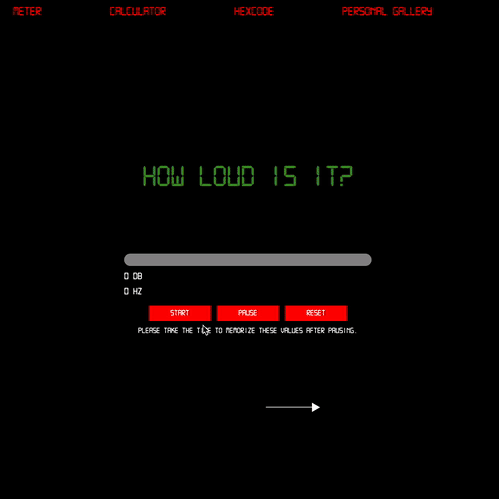 METER CALCULATOR HEXCODE PERSONAL GALLERY
HOW LOUD IS IT?
0 DB
0 HZ
START PAUSE RESET
PLEASE TAKE THE TIME TO MEMORIZE THESE VALUES AFTER PAUSING.